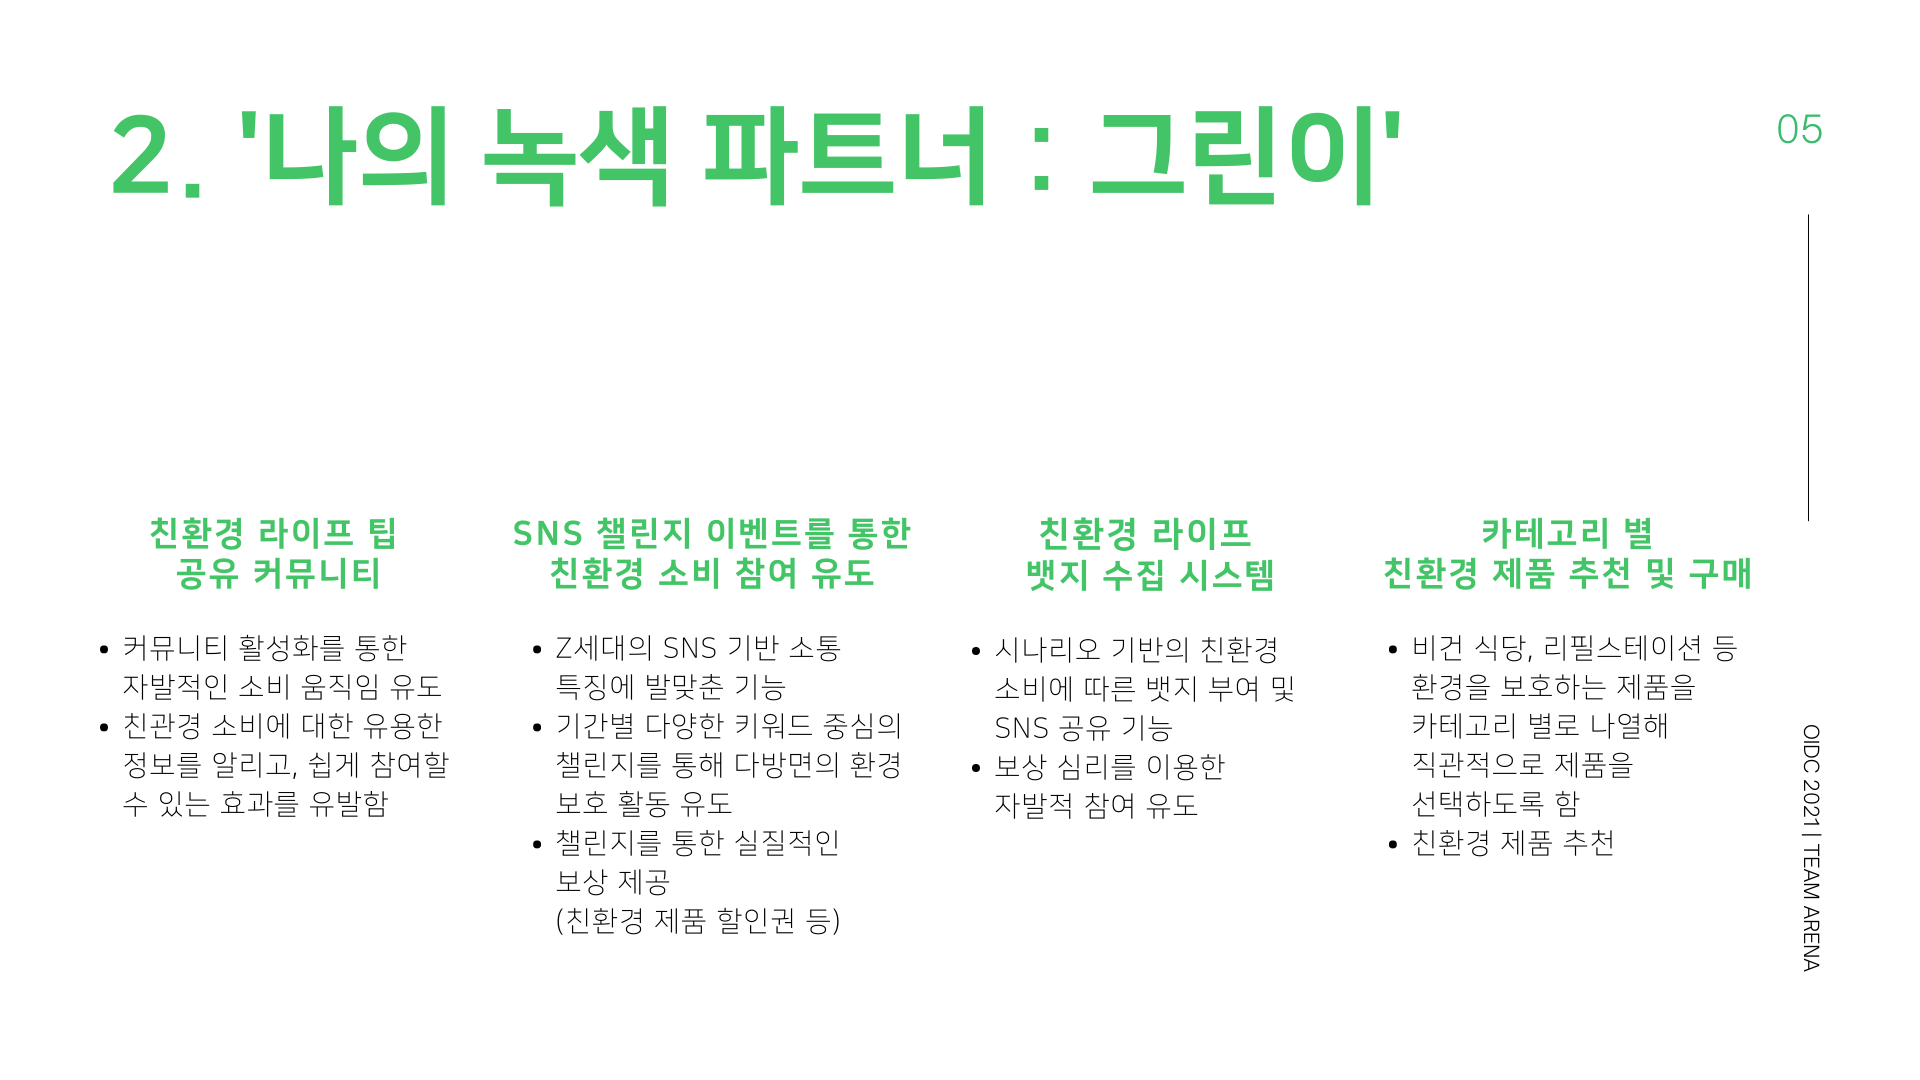 2. '나의 녹색 파트너 : 그린이'
05
친환경 라이프 팁
공유 커뮤니티
• 커뮤니티 활성화를 통한
자발적인 소비 움직임 유도
• 친관경 소비에 대한 유용한
정보를 알리고, 쉽게 참여할
수 있는 효과를 유발함
SNS 챌린지 이벤트를 통한
친환경 소비 참여 유도
• Z세대의 SNS 기반 소통
특징에 발맞춘 기능
• 기간별 다양한 키워드 중심의
챌린지를 통해 다방면의 환경
보호 활동 유도
• 챌린지를 통한 실질적인
보상 제공
(친환경 제품 할인권 등)
친환경 라이프
뱃지 수집 시스템
• 시나리오 기반의 친환경
소비에 따른 뱃지 부여 및
SNS 공유 기능
• 보상 심리를 이용한
자발적 참여 유도
카테고리 별
친환경 제품 추천 및 구매
• 비건 식당, 리필스테이션 등
환경을 보호하는 제품을
카테고리 별로 나열해
직관적으로 제품을
선택하도록 함
• 친환경 제품 추천
OIDC 2021 | TEAM ARENA